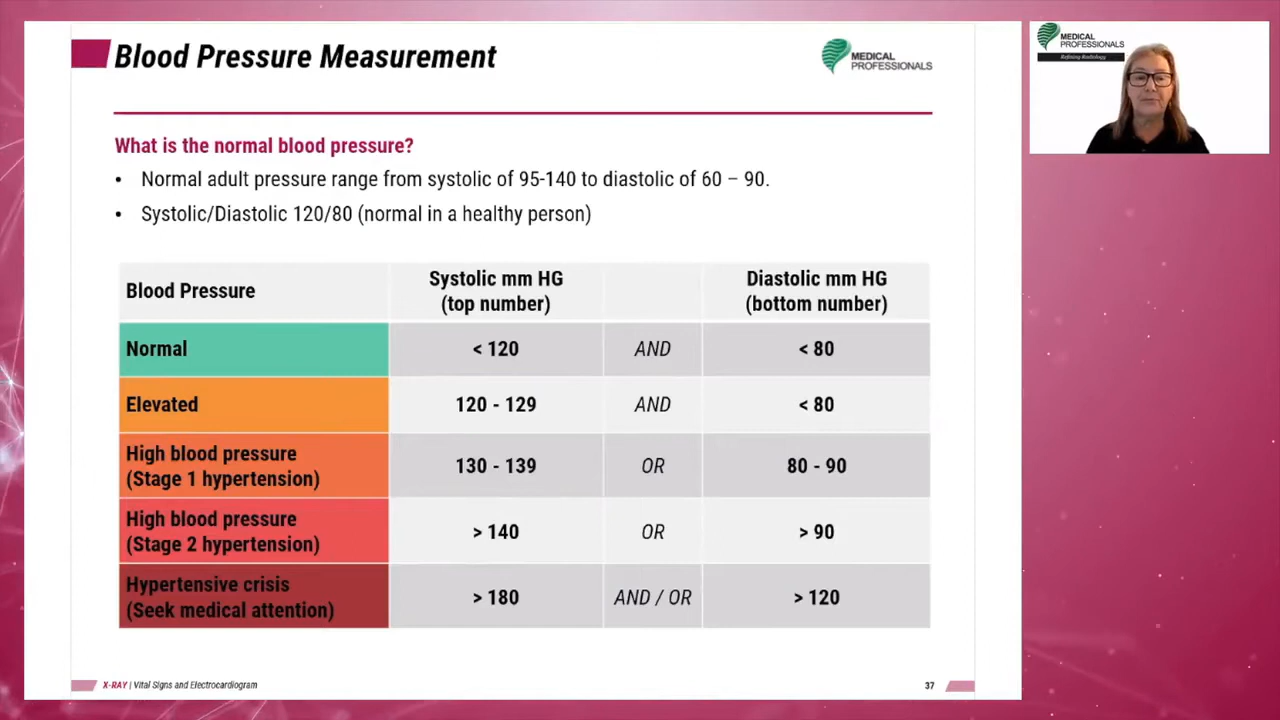 Blood Pressure Measurement
MEDICAL
PROFESSIONALS
MEDICAL
PROFESSIONALS
Refining Radiology
What is the normal blood pressure?
• Normal adult pressure range from systolic of 95-140 to diastolic of 60 – 90.
• Systolic/Diastolic 120/80 (normal in a healthy person)
Blood Pressure
Systolic mm HG
(top number)
Diastolic mm HG
(bottom number)
Normal
< 120
AND
< 80
Elevated
120 - 129
AND
< 80
High blood pressure
(Stage 1 hypertension)
130 - 139
OR
80 - 90
High blood pressure
(Stage 2 hypertension)
> 140
OR
> 90
Hypertensive crisis
(Seek medical attention)
> 180
AND / OR
> 120
X-RAY | Vital Signs and Electrocardiogram
37